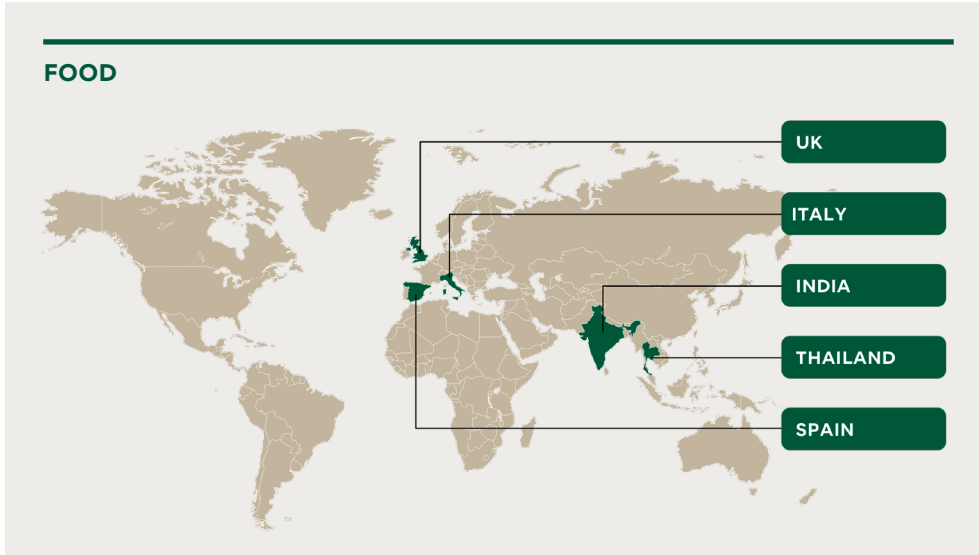 FOOD
UK
ITALY
INDIA
THAILAND
SPAIN